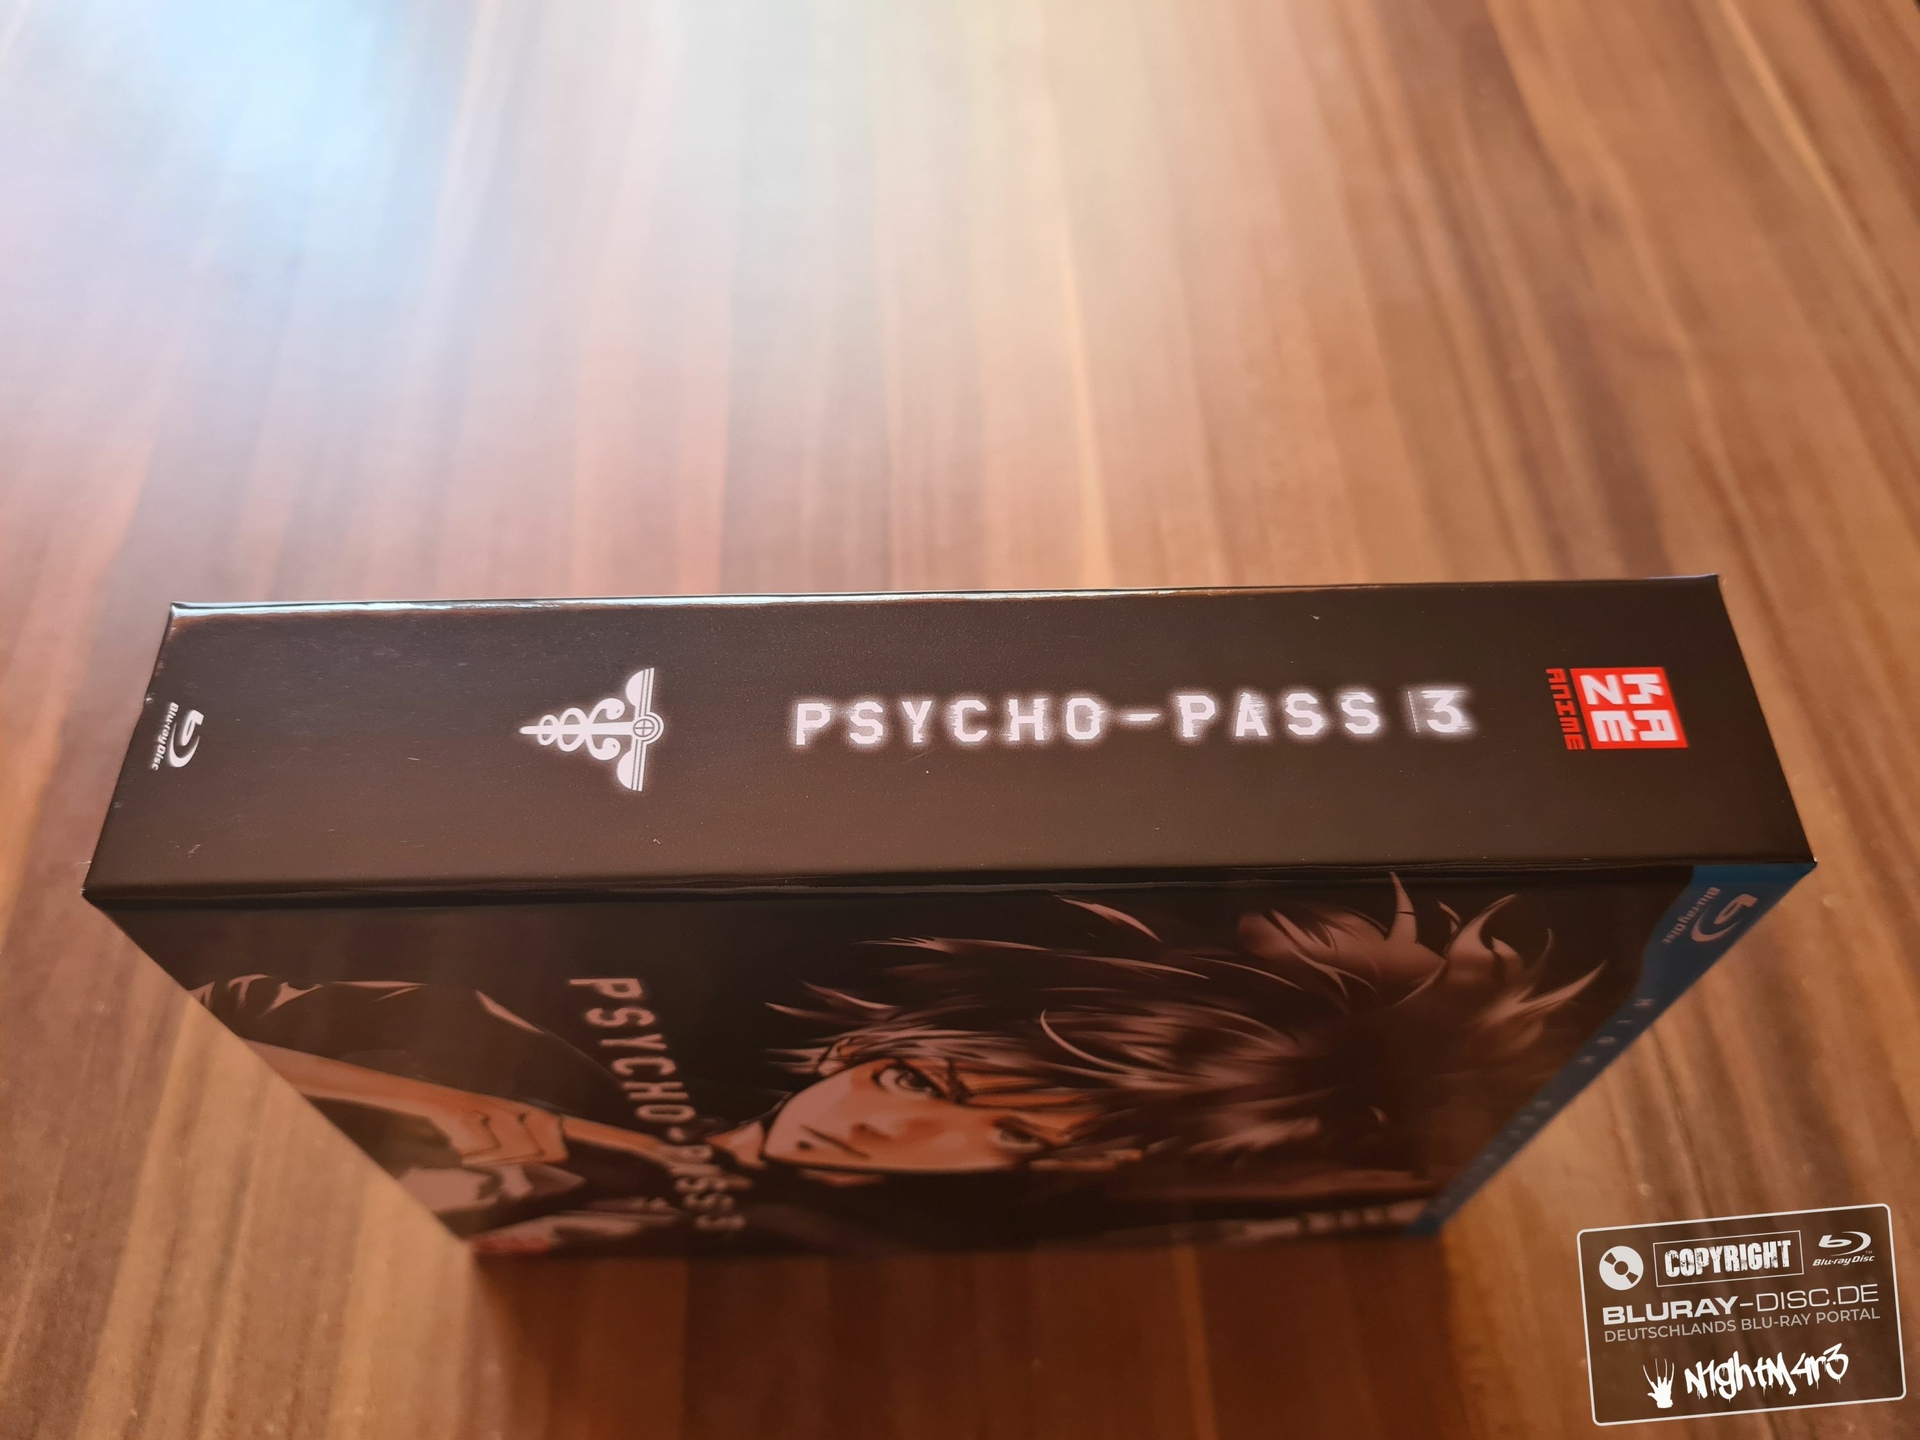 Blu-ray Disc
PSYCHO-PASS 3
KA
ZÉ
ANIME
PSYCHO-PASS 3
Blu-ray Disc
COPYRIGHT
Blu-ray Disc
BLURAY-DISC.DE
DEUTSCHLANDS BLU-RAY PORTAL
N1ghtM4r3